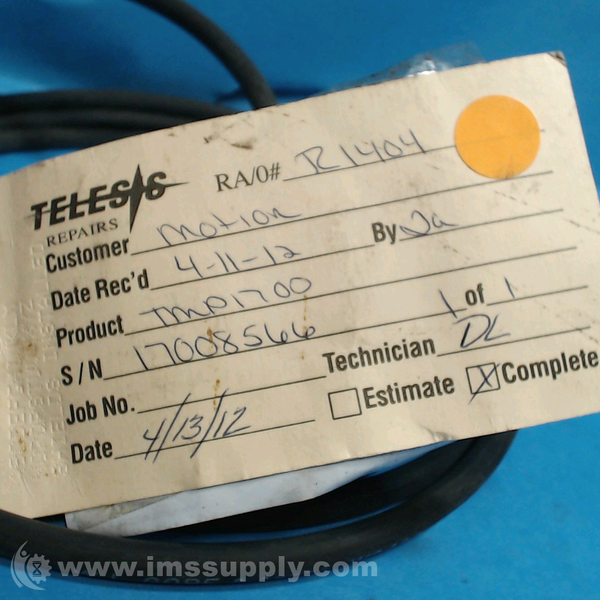 TELESIS
REPAIRS
RA/0# R1404
Customer Motion
Date Rec'd 4-11-12 By Ja
Product TMP1700
S/N 17008566 1 of 1
Job No. Technician DL
Date 4/13/12 Estimate X Complete
www.imssupply.com